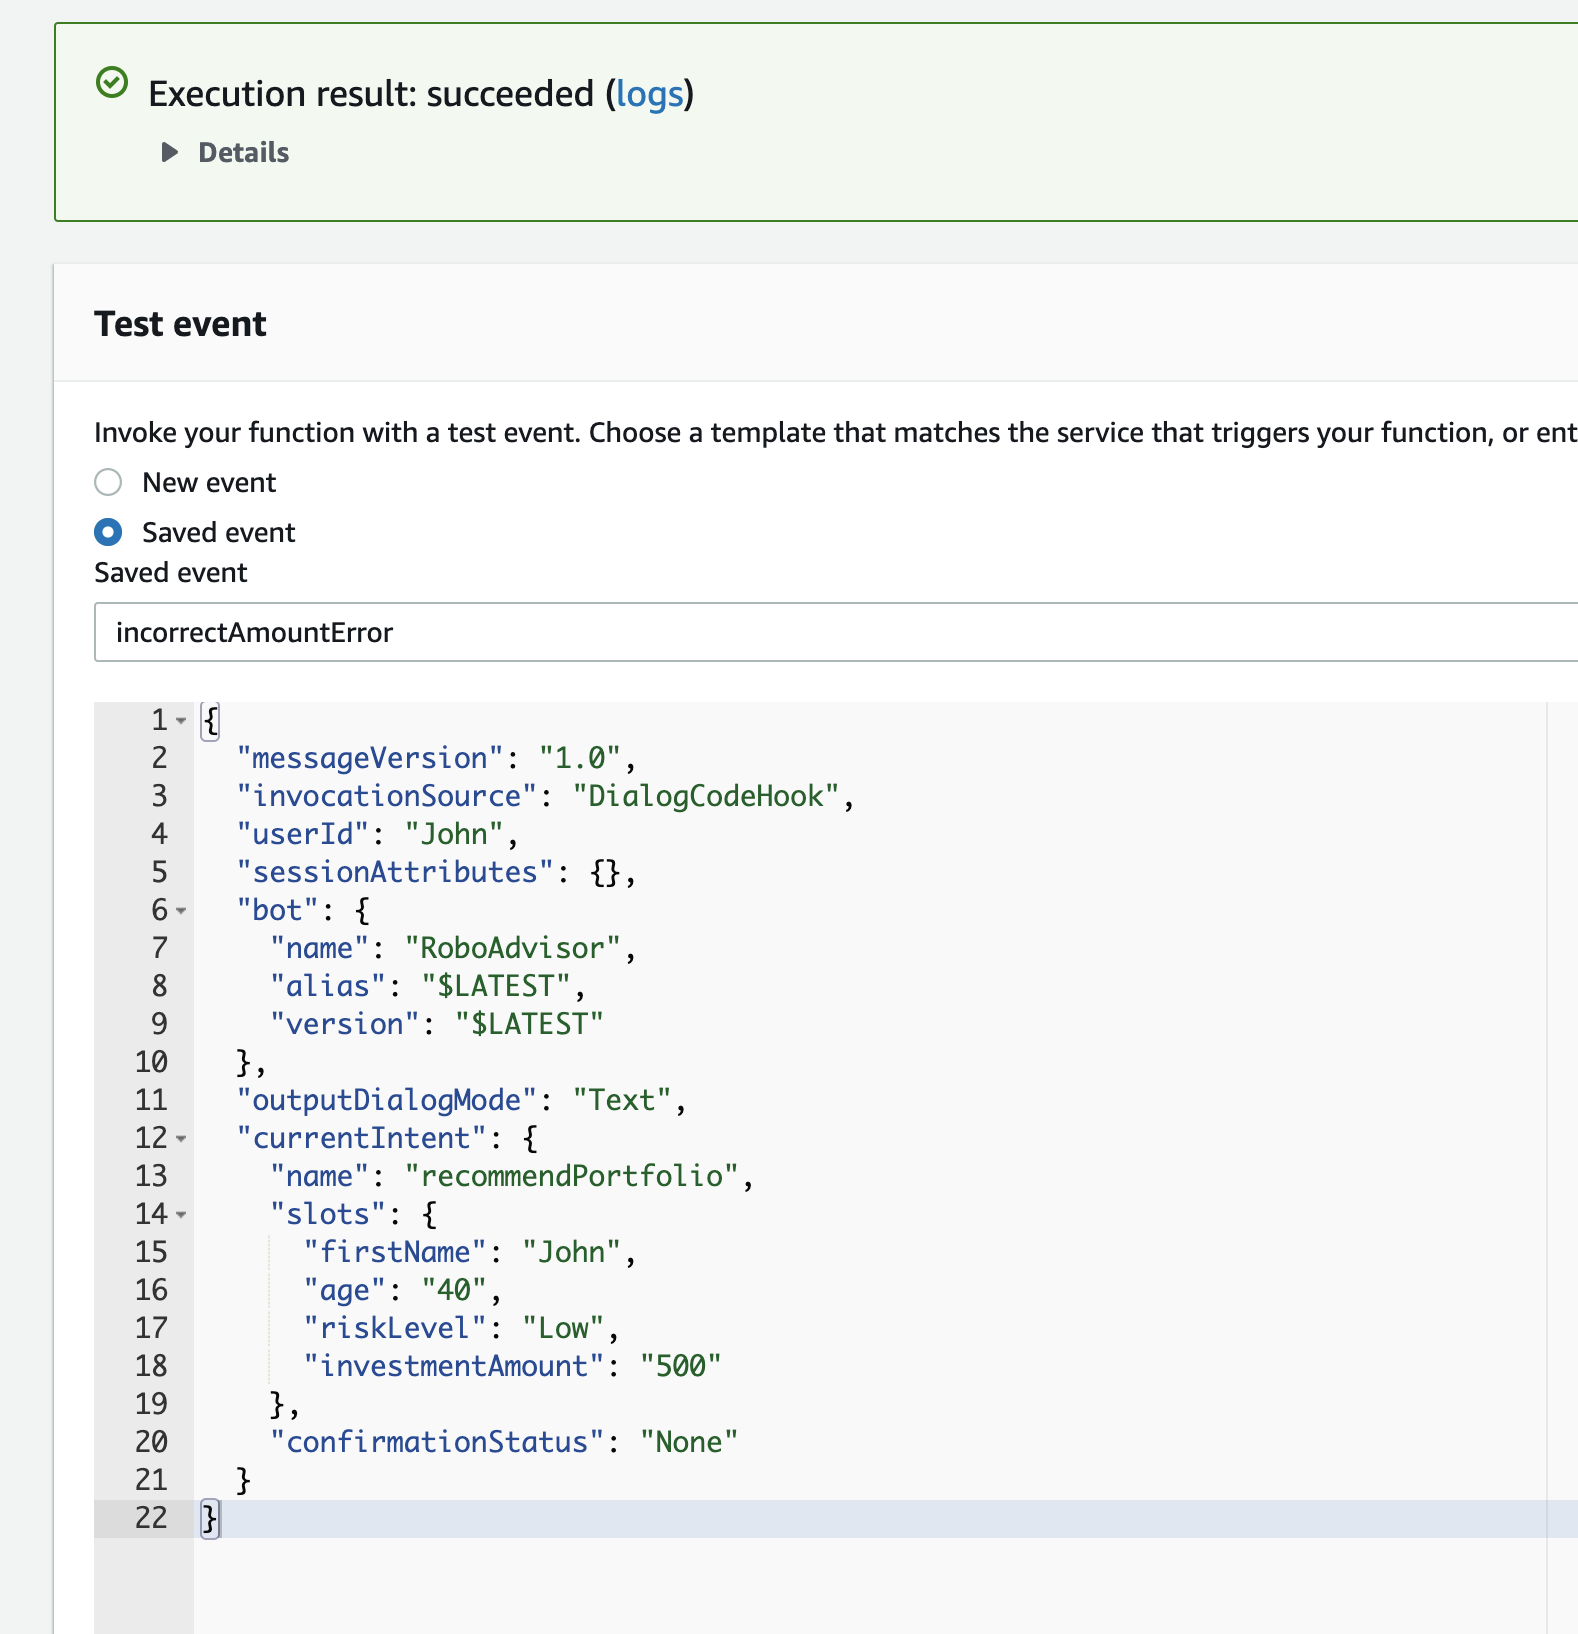 Execution result: succeeded (logs)
Details
Test event
Invoke your function with a test event. Choose a template that matches the service that triggers your function, or ent
New event
Saved event
Saved event
incorrectAmountError
1 {
2   "messageVersion": "1.0",
3   "invocationSource": "DialogCodeHook",
4   "userId": "John",
5   "sessionAttributes": {},
6   "bot": {
7     "name": "RoboAdvisor",
8     "alias": "$LATEST",
9     "version": "$LATEST"
10   },
11   "outputDialogMode": "Text",
12   "currentIntent": {
13     "name": "recommendPortfolio",
14     "slots": {
15       "firstName": "John",
16       "age": "40",
17       "riskLevel": "Low",
18       "investmentAmount": "500"
19     },
20     "confirmationStatus": "None"
21   }
22 }